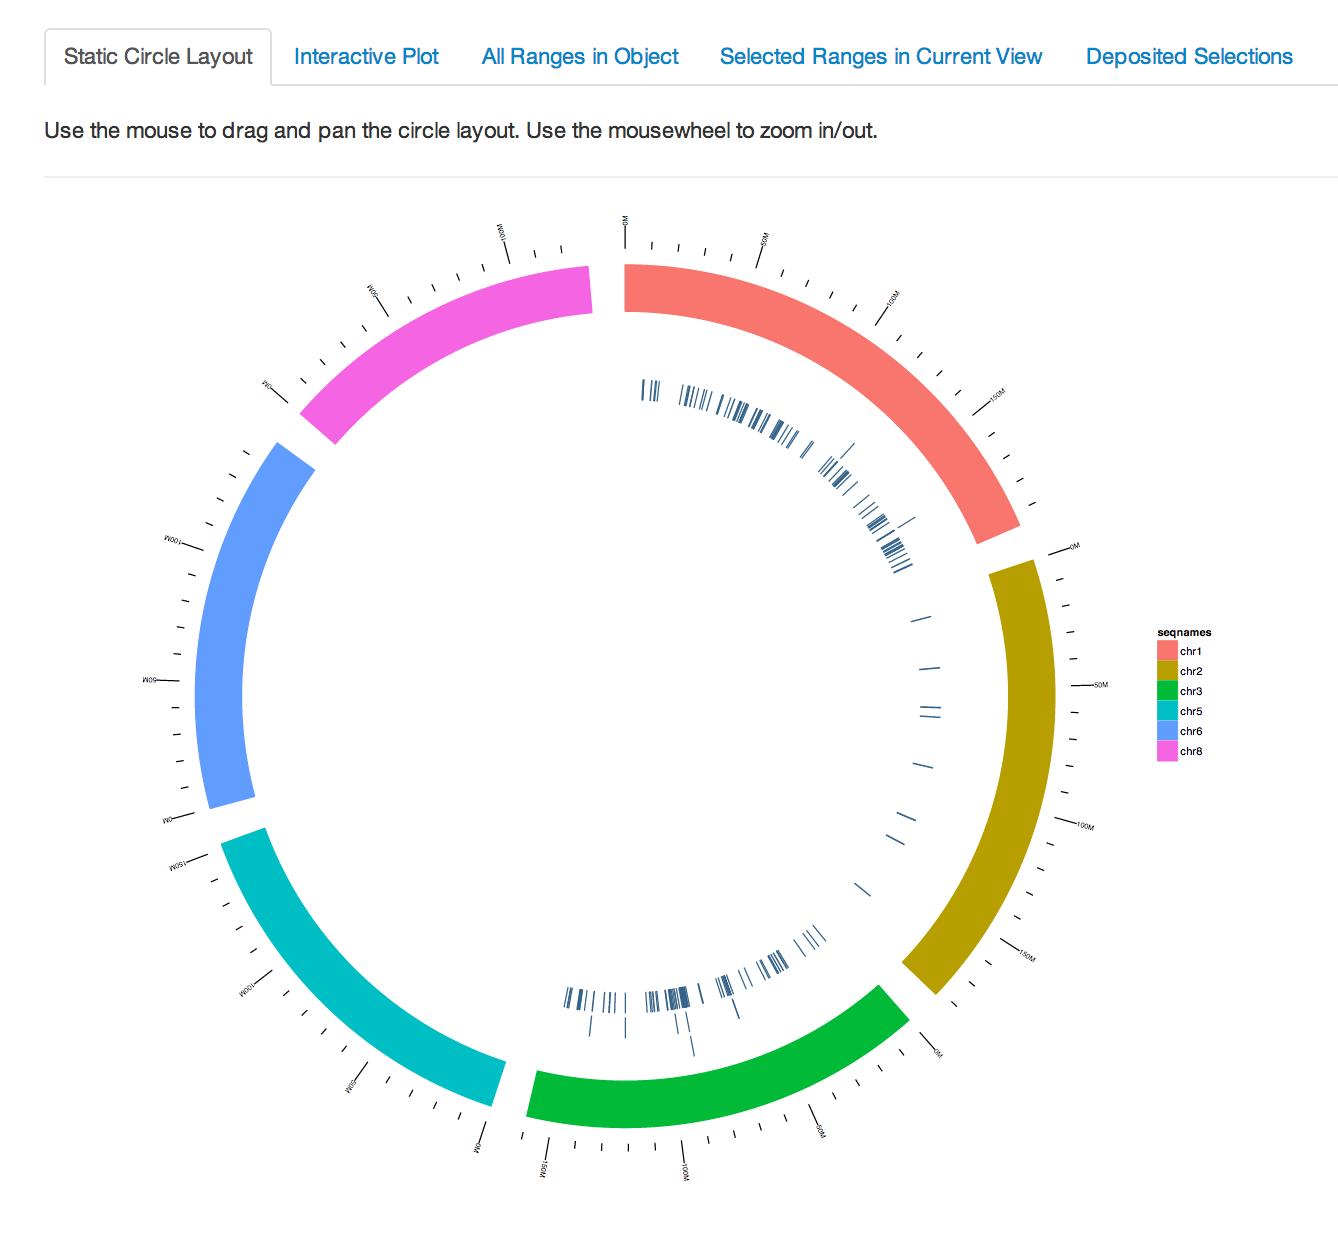 Static Circle Layout
Interactive Plot
All Ranges in Object
Selected Ranges in Current View
Deposited Selections
Use the mouse to drag and pan the circle layout. Use the mousewheel to zoom in/out.
0M
50M
100M
150M
0M
50M
100M
150M
0M
50M
100M
150M
0M
50M
100M
150M
0M
50M
100M
0M
50M
100M
seqnames
chr1
chr2
chr3
chr5
chr6
chr8